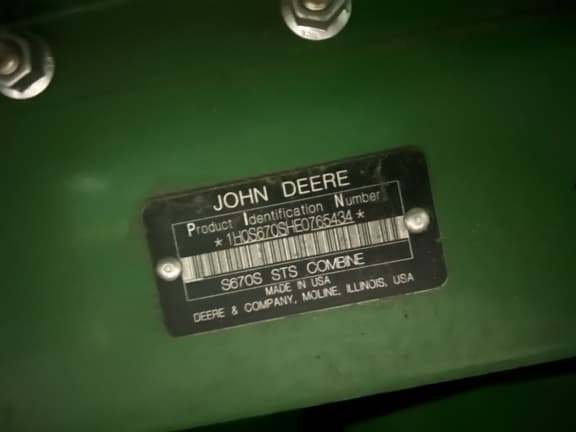 JOHN DEERE
Product Identification Number
*1H0S670SHE0765434*
S670S STS COMBINE
MADE IN USA
DEERE & COMPANY, MOLINE, ILLINOIS, USA